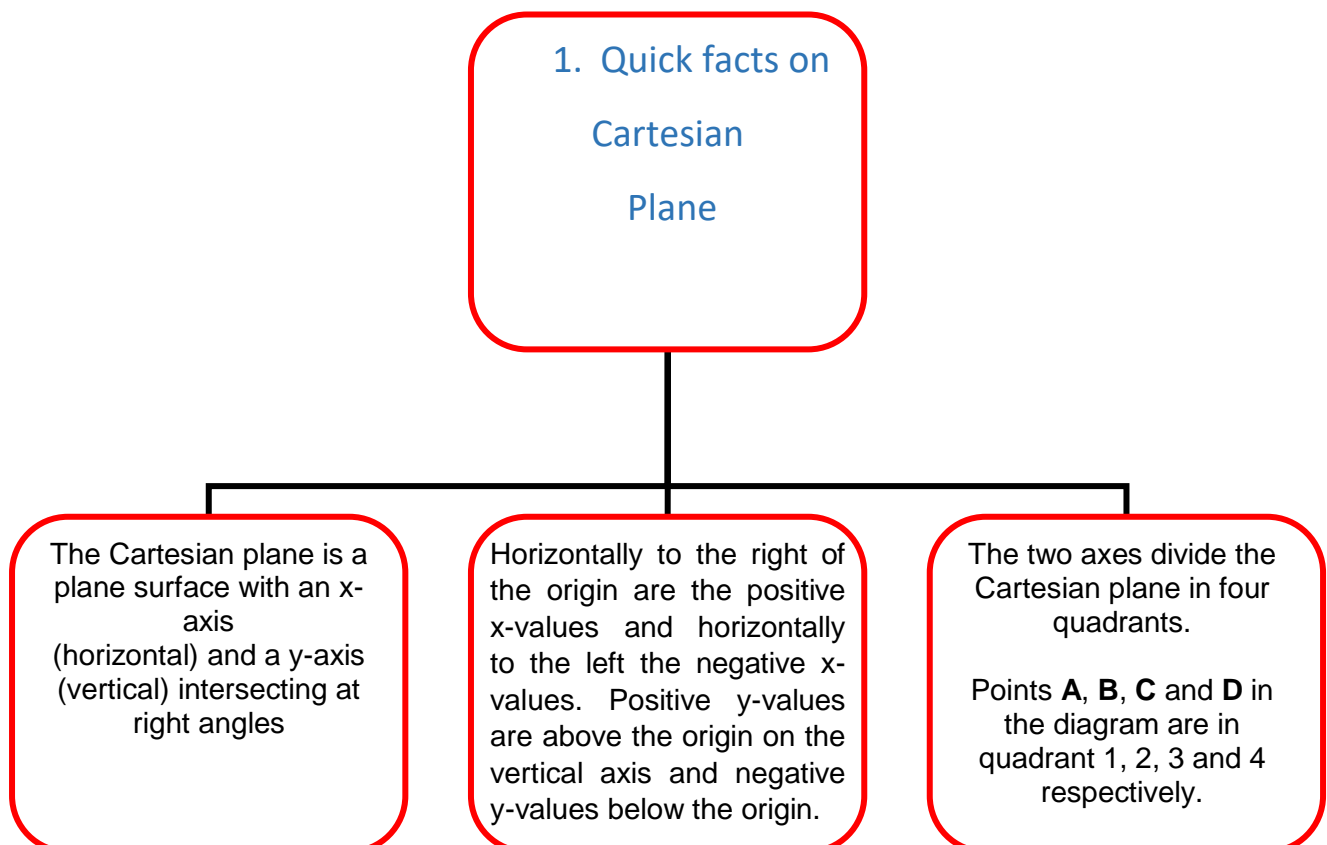 1. Quick facts on
Cartesian
Plane
The Cartesian plane is a
plane surface with an x-
axis
(horizontal) and a y-axis
(vertical) intersecting at
right angles
Horizontally to the right of
the origin are the positive
x-values and horizontally
to the left the negative x-
values. Positive y-values
are above the origin on the
vertical axis and negative
y-values below the origin.
The two axes divide the
Cartesian plane in four
quadrants.
Points A, B, C and D in
the diagram are in
quadrant 1, 2, 3 and 4
respectively.